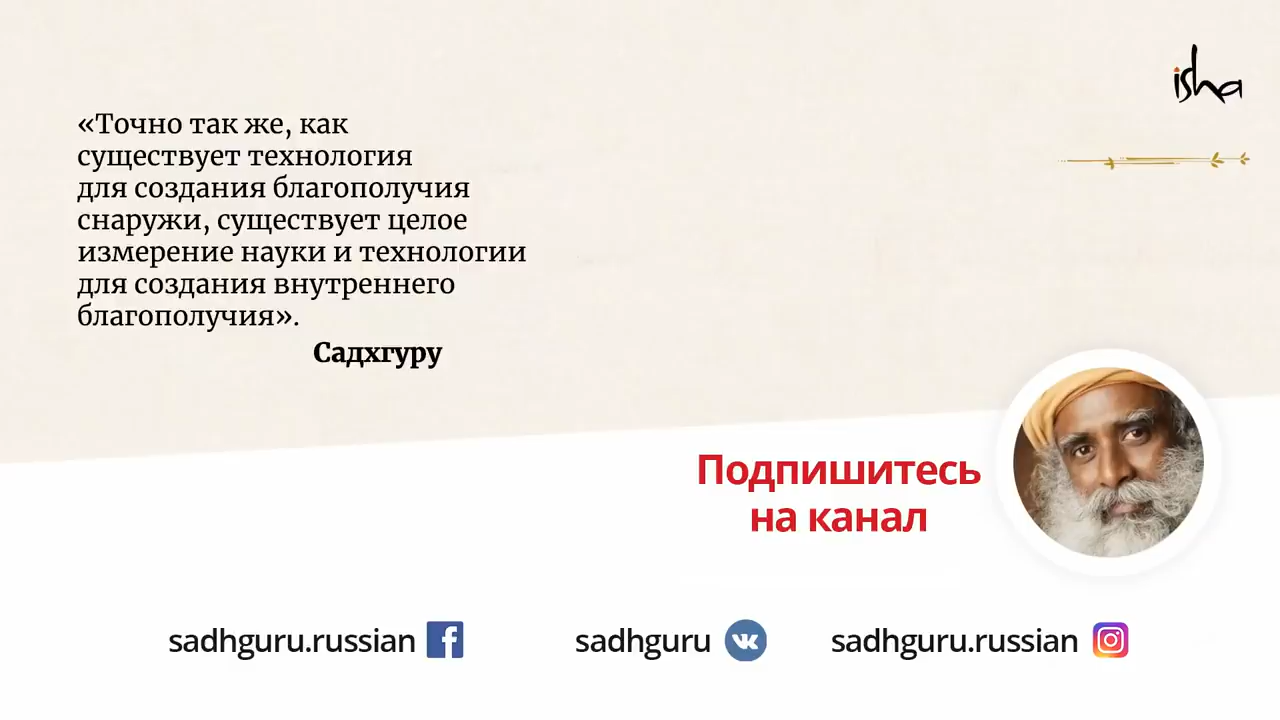 isha
«Точно так же, как
существует технология
для создания благополучия
снаружи, существует целое
измерение науки и технологии
для создания внутреннего
благополучия».
Садхгуру
Подпишитесь
на канал
sadhguru.russian f
sadhguru
sadhguru.russian